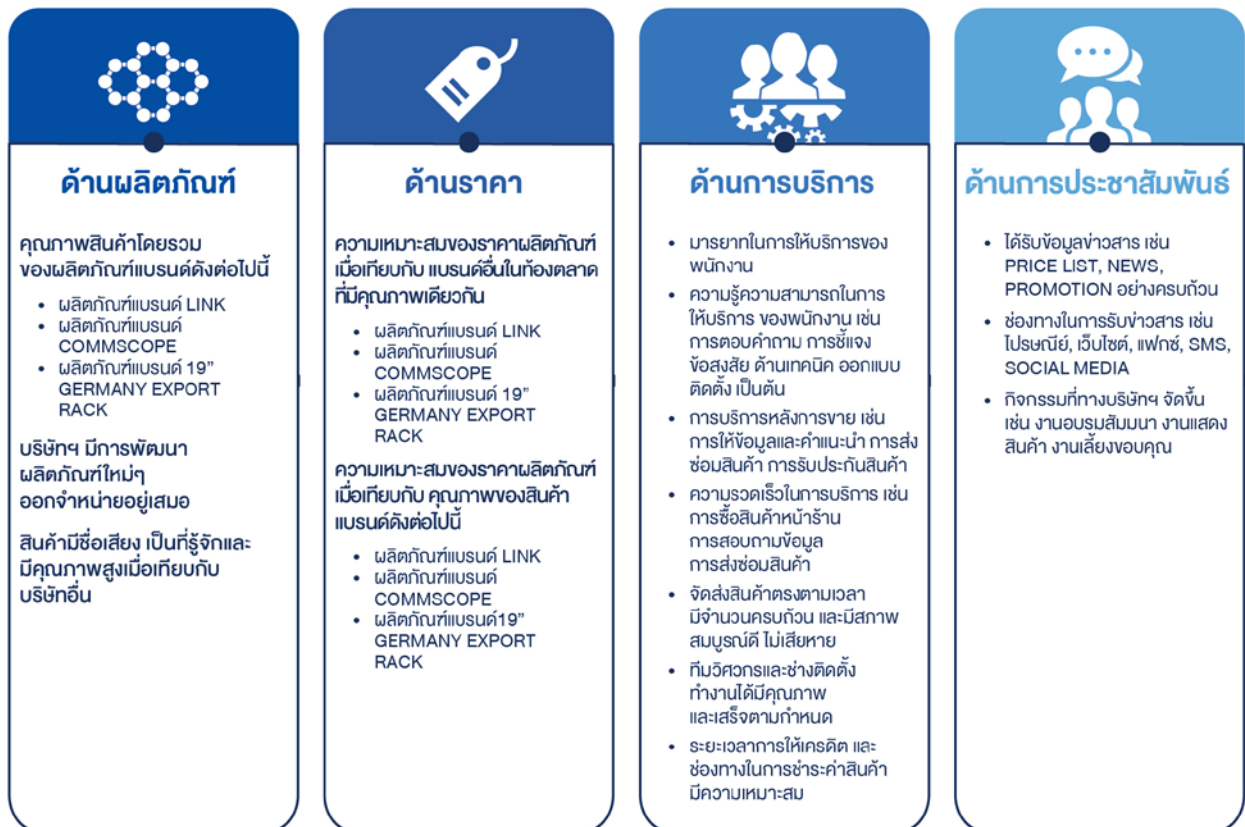 ด้านผลิตภัณฑ์
คุณภาพสินค้าโดยรวม
ของผลิตภัณฑ์แบรนด์ดังต่อไปนี้
• ผลิตภัณฑ์แบรนด์ LINK
• ผลิตภัณฑ์แบรนด์
COMMSCOPE
• ผลิตภัณฑ์แบรนด์ 19”
GERMANY EXPORT
RACK
บริษัทฯ มีการพัฒนา
ผลิตภัณฑ์ใหม่ๆ
ออกจำหน่ายอยู่เสมอ
สินค้ามีชื่อเสียง เป็นที่รู้จักและ
มีคุณภาพสูงเมื่อเทียบกับ
บริษัทอื่น
ด้านราคา
ความเหมาะสมของราคาผลิตภัณฑ์
เมื่อเทียบกับ แบรนด์อื่นในท้องตลาด
ที่มีคุณภาพเดียวกัน
• ผลิตภัณฑ์แบรนด์ LINK
• ผลิตภัณฑ์แบรนด์
COMMSCOPE
• ผลิตภัณฑ์แบรนด์ 19”
GERMANY EXPORT
RACK
ความเหมาะสมของราคาผลิตภัณฑ์
เมื่อเทียบกับ คุณภาพของสินค้า
แบรนด์ดังต่อไปนี้
• ผลิตภัณฑ์แบรนด์ LINK
• ผลิตภัณฑ์แบรนด์
COMMSCOPE
• ผลิตภัณฑ์แบรนด์19”
GERMANY EXPORT
RACK
ด้านการบริการ
• มารยาทในการให้บริการของ
พนักงาน
• ความรู้ความสามารถในการ
ให้บริการ ของพนักงาน เช่น
การตอบคำถาม การชี้แจง
ข้อสงสัย ด้านเทคนิค ออกแบบ
ติดตั้ง เป็นต้น
• การบริการหลังการขาย เช่น
การให้ข้อมูลและคำแนะนำ การส่ง
ซ่อมสินค้า การรับประกันสินค้า
• ความรวดเร็วในการบริการ เช่น
การซื้อสินค้าหน้าร้าน
การสอบถามข้อมูล
การส่งซ่อมสินค้า
• จัดส่งสินค้าตรงตามเวลา
มีจำนวนครบถ้วน และมีสภาพ
สมบูรณ์ดี ไม่เสียหาย
• ทีมวิศวกรและช่างติดตั้ง
ทำงานได้มีคุณภาพ
และเสร็จตามกำหนด
• ระยะเวลาการให้เครดิต และ
ช่องทางในการชำระค่าสินค้า
มีความเหมาะสม
ด้านการประชาสัมพันธ์
• ได้รับข้อมูลข่าวสาร เช่น
PRICE LIST, NEWS,
PROMOTION อย่างครบถ้วน
• ช่องทางในการรับข่าวสาร เช่น
ไปรษณีย์, เว็บไซต์, แฟกซ์, SMS,
SOCIAL MEDIA
• กิจกรรมที่ทางบริษัทฯ จัดขึ้น
เช่น งานอบรมสัมมนา งานแสดง
สินค้า งานเลี้ยงขอบคุณ